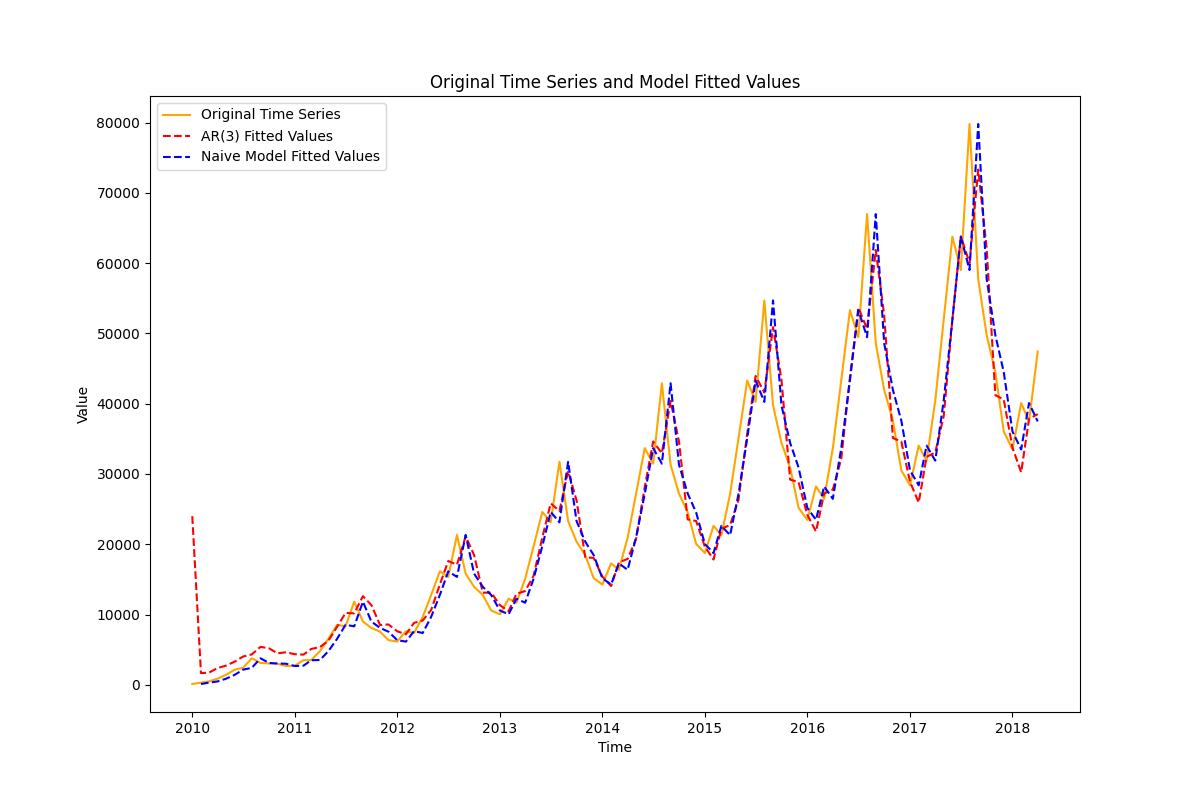 Original Time Series and Model Fitted Values
Original Time Series
AR(3) Fitted Values
Naive Model Fitted Values
80000
70000
60000
50000
40000
30000
20000
10000
0
Value
2010 2011 2012 2013 2014 2015 2016 2017 2018
Time